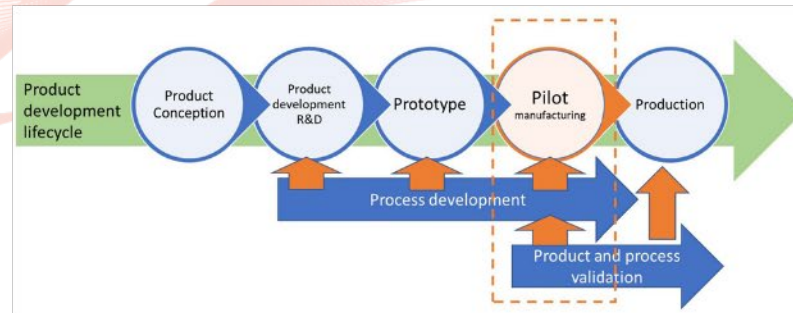 Product
development
lifecycle
Product
Conception
Product
development
R&D
Prototype
Pilot
manufacturing
Production
Process development
Product and process
validation